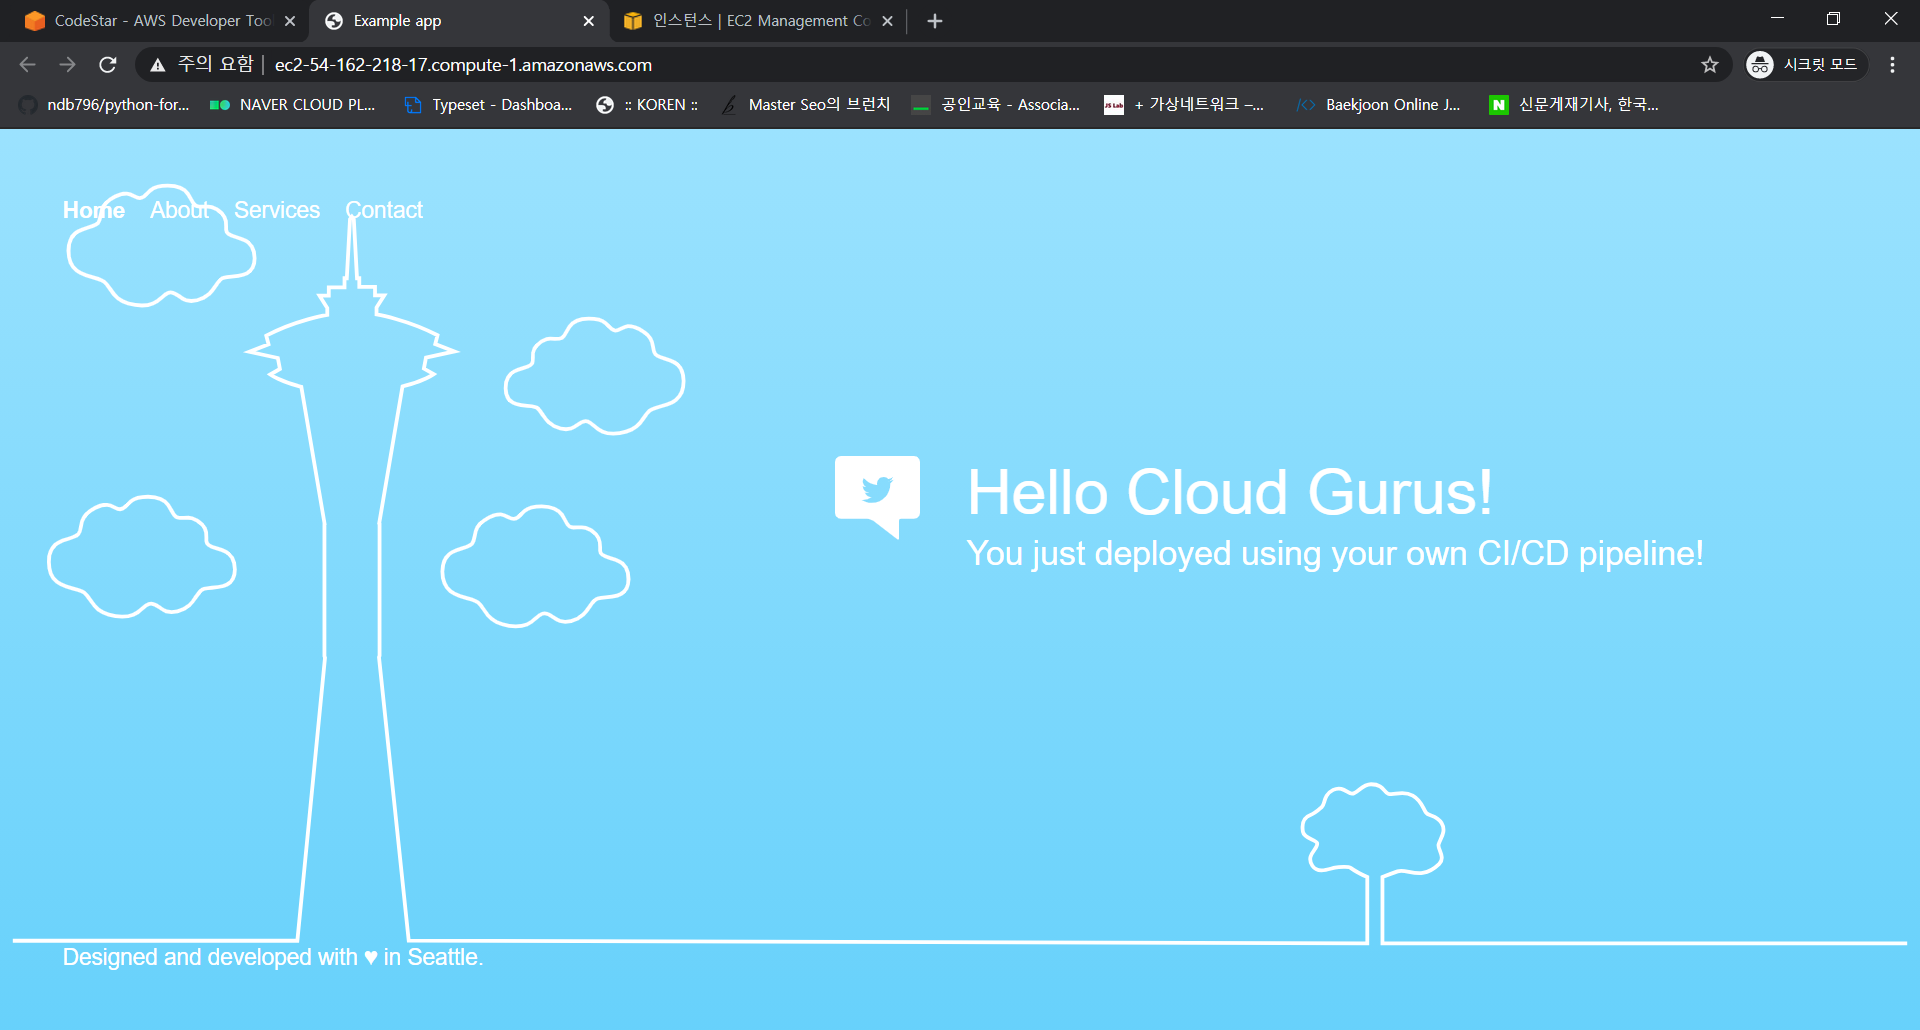 CodeStar - AWS Developer Too
Example app
인스턴스 | EC2 Management Co
주의 요함 | ec2-54-162-218-17.compute-1.amazonaws.com
시크릿 모드
ndb796/python-for... NAVER CLOUD PL... Typeset - Dashboa... :: KOREN :: Master Seo의 브런치 공인교육 - Associa... JS Lab + 가상네트워크 –... Baekjoon Online J... N 신문게재기사, 한국...
Home About Services Contact
Hello Cloud Gurus!
You just deployed using your own CI/CD pipeline!
Designed and developed with ♥ in Seattle.